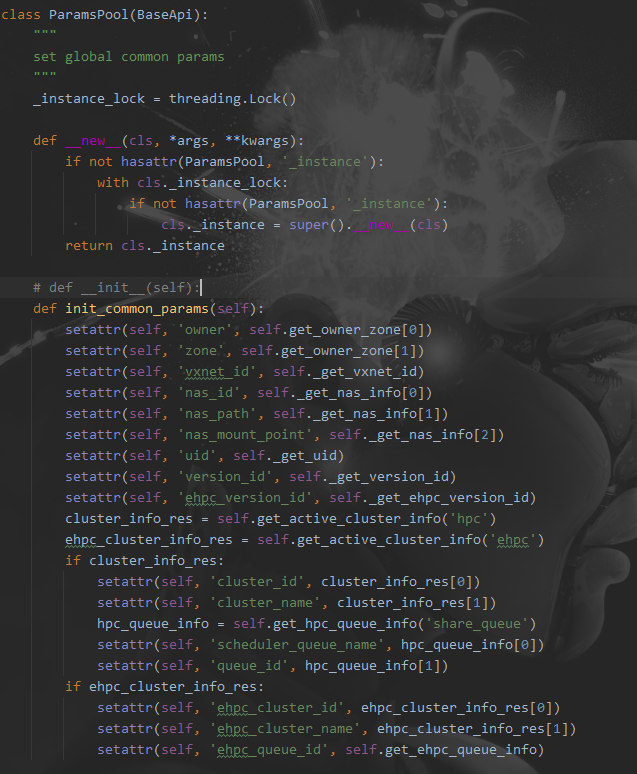 class ParamsPool(BaseApi):
    """
    set global common params
    """
    _instance_lock = threading.Lock()

    def __new__(cls, *args, **kwargs):
        if not hasattr(ParamsPool, '_instance'):
            with cls._instance_lock:
                if not hasattr(ParamsPool, '_instance'):
                    cls._instance = super().__new__(cls)
        return cls._instance

    # def __init__(self):
    def init_common_params(self):
        setattr(self, 'owner', self.get_owner_zone[0])
        setattr(self, 'zone', self.get_owner_zone[1])
        setattr(self, 'vxnet_id', self._get_vxnet_id)
        setattr(self, 'nas_id', self._get_nas_info[0])
        setattr(self, 'nas_path', self._get_nas_info[1])
        setattr(self, 'nas_mount_point', self._get_nas_info[2])
        setattr(self, 'uid', self._get_uid)
        setattr(self, 'version_id', self._get_version_id)
        setattr(self, 'ehpc_version_id', self._get_ehpc_version_id)
        cluster_info_res = self.get_active_cluster_info('hpc')
        ehpc_cluster_info_res = self.get_active_cluster_info('ehpc')
        if cluster_info_res:
            setattr(self, 'cluster_id', cluster_info_res[0])
            setattr(self, 'cluster_name', cluster_info_res[1])
            hpc_queue_info = self.get_hpc_queue_info('share_queue')
            setattr(self, 'scheduler_queue_name', hpc_queue_info[0])
            setattr(self, 'queue_id', hpc_queue_info[1])
        if ehpc_cluster_info_res:
            setattr(self, 'ehpc_cluster_id', ehpc_cluster_info_res[0])
            setattr(self, 'ehpc_cluster_name', ehpc_cluster_info_res[1])
            setattr(self, 'ehpc_queue_id', self.get_ehpc_queue_info)